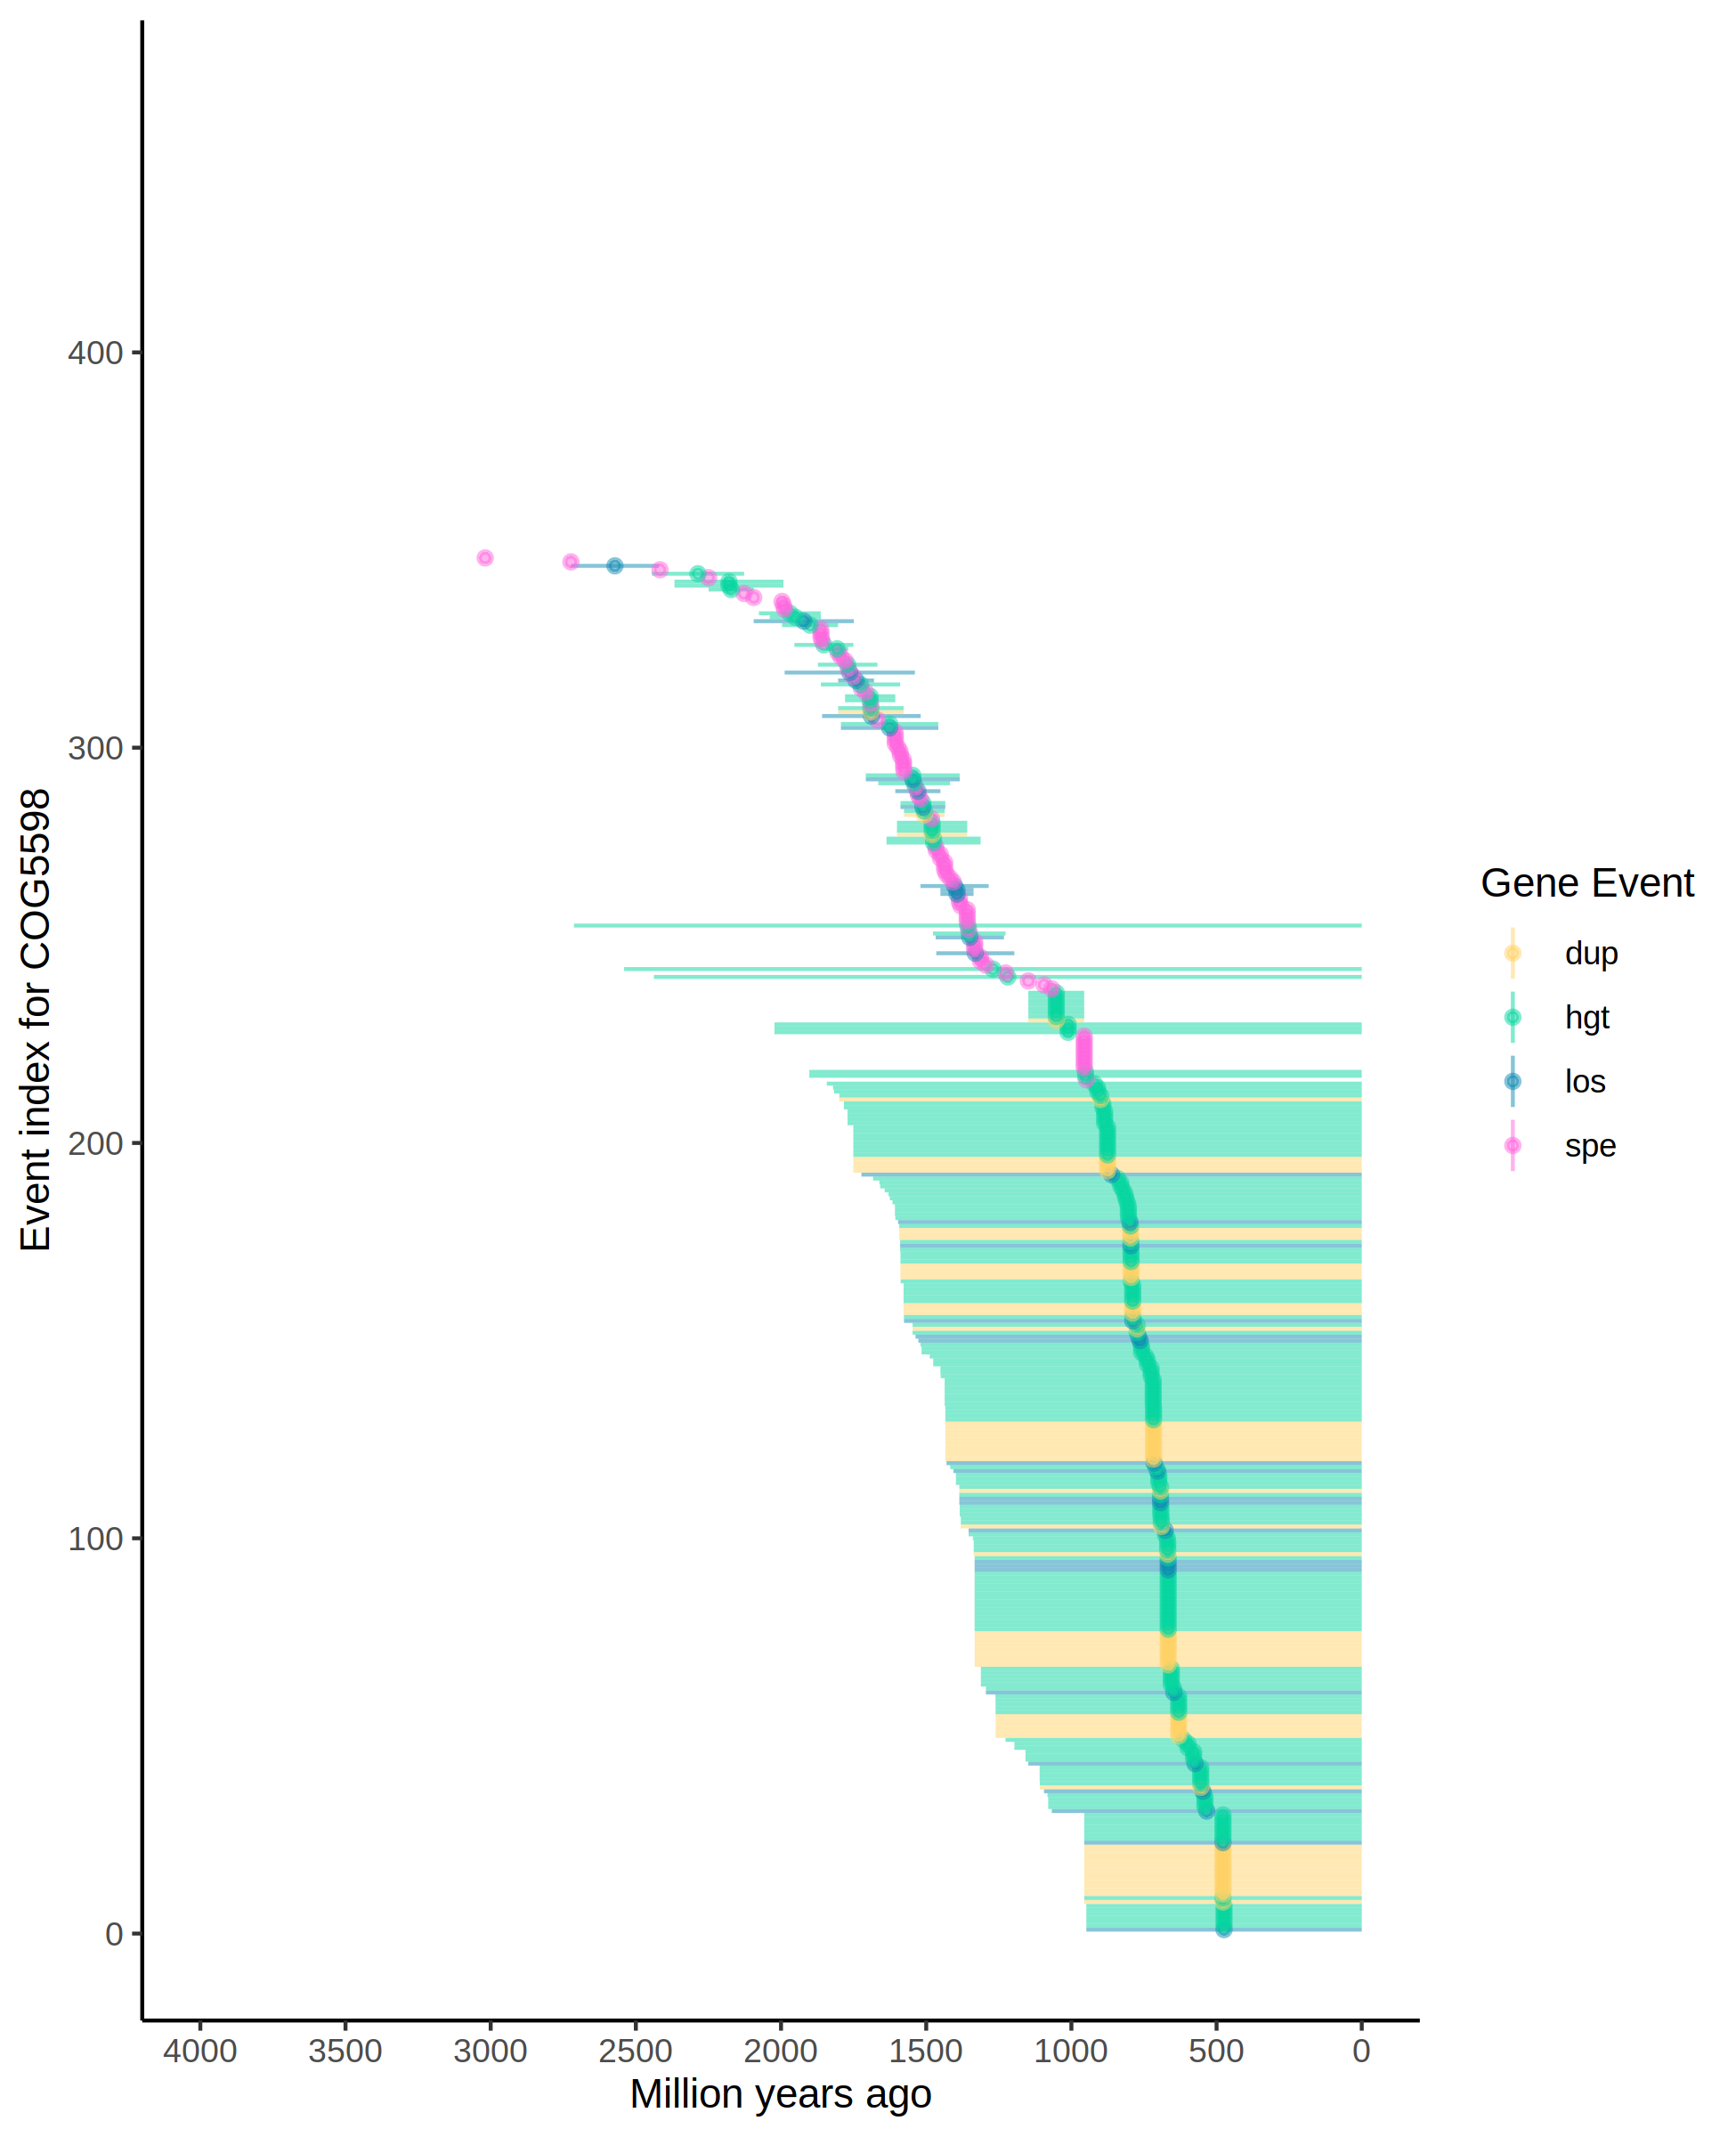 Event index for COG5598
400
300
200
100
0
4000 3500 3000 2500 2000 1500 1000 500 0
Million years ago
Gene Event
dup
hgt
los
spe